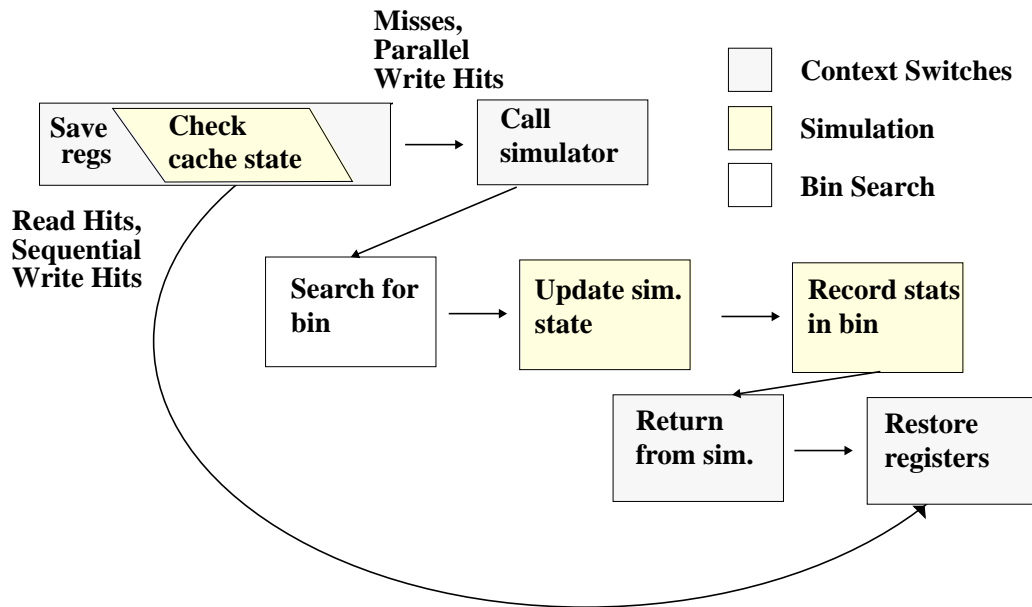 Misses,
Parallel
Write Hits
Save
regs
Check
cache state
Call
simulator
Context Switches
Simulation
Bin Search
Read Hits,
Sequential
Write Hits
Search for
bin
Update sim.
state
Record stats
in bin
Return
from sim.
Restore
registers